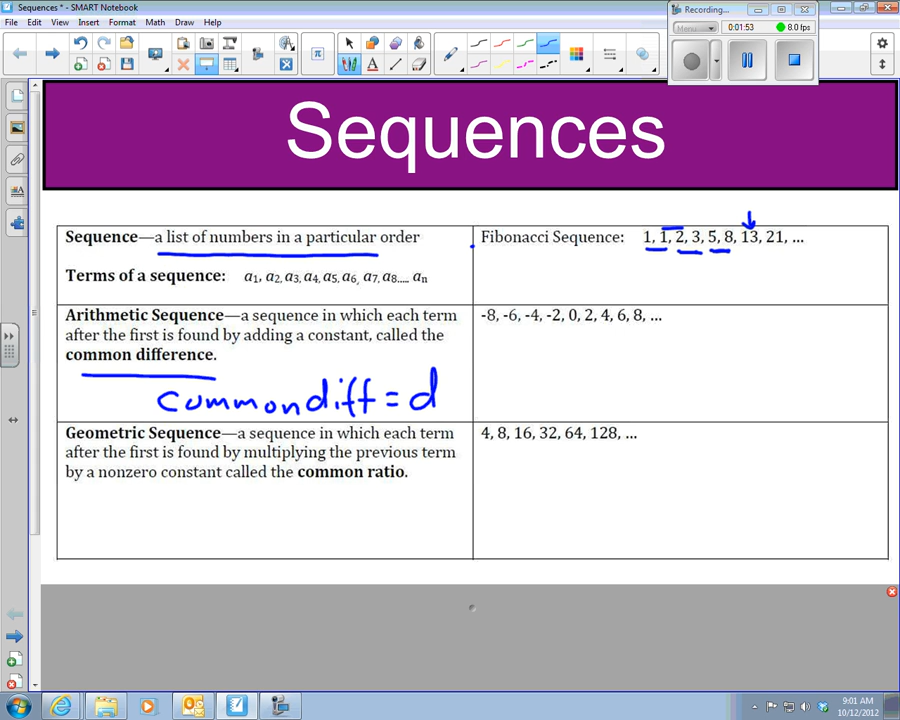 Sequences * - SMART Notebook
Recording...
File Edit View Insert Format Math Draw Help
Menu
0:01:53
8.0 fps
Sequences
Sequence—a list of numbers in a particular order
Terms of a sequence: a1, a2, a3, a4, a5, a6, a7, a8..... an
Fibonacci Sequence: 1, 1, 2, 3, 5, 8, 13, 21, ...
Arithmetic Sequence—a sequence in which each term
after the first is found by adding a constant, called the
common difference.
common diff = d
-8, -6, -4, -2, 0, 2, 4, 6, 8, ...
Geometric Sequence—a sequence in which each term
after the first is found by multiplying the previous term
by a nonzero constant called the common ratio.
4, 8, 16, 32, 64, 128, ...
9:01 AM
10/12/2012